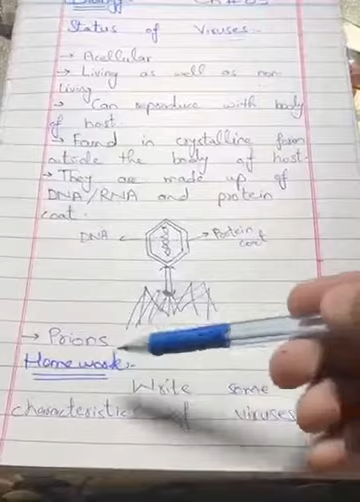 Status of Viruses
→ Acellular
→ Living as well as non
living
→ Can reproduce with body
of host.
→ Found in crystalline form
outside the body of host.
→ They are made up of
DNA/RNA and protein
coat.
DNA ← → Protein
coat
→ Prions
Homework:-
Write some
characteristic of viruses